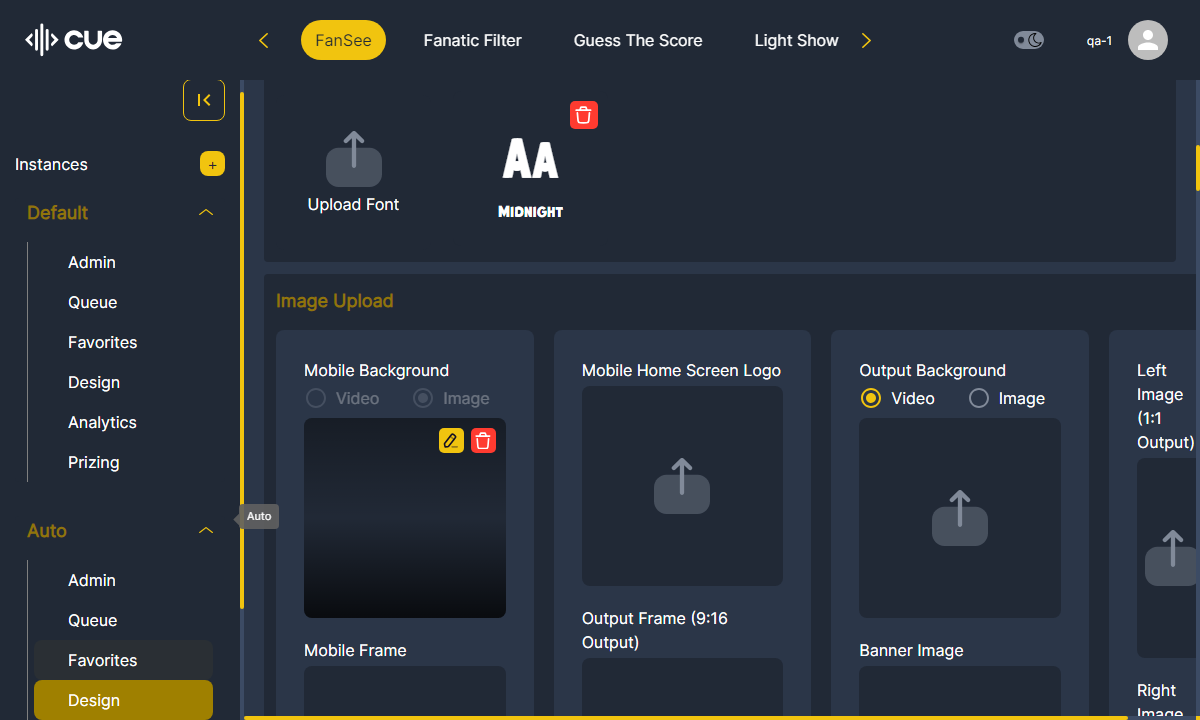 cue
FanSee
Fanatic Filter
Guess The Score
Light Show
qa-1
Instances
+
Default
Admin
Queue
Favorites
Design
Analytics
Prizing
Auto
Auto
Admin
Queue
Favorites
Design
Upload Font
AA
MIDNIGHT
Image Upload
Mobile Background
Video
Image
Mobile Frame
Mobile Home Screen Logo
Output Frame (9:16
Output)
Output Background
Video
Image
Banner Image
Left
Image
(1:1
Output)
Right
Image